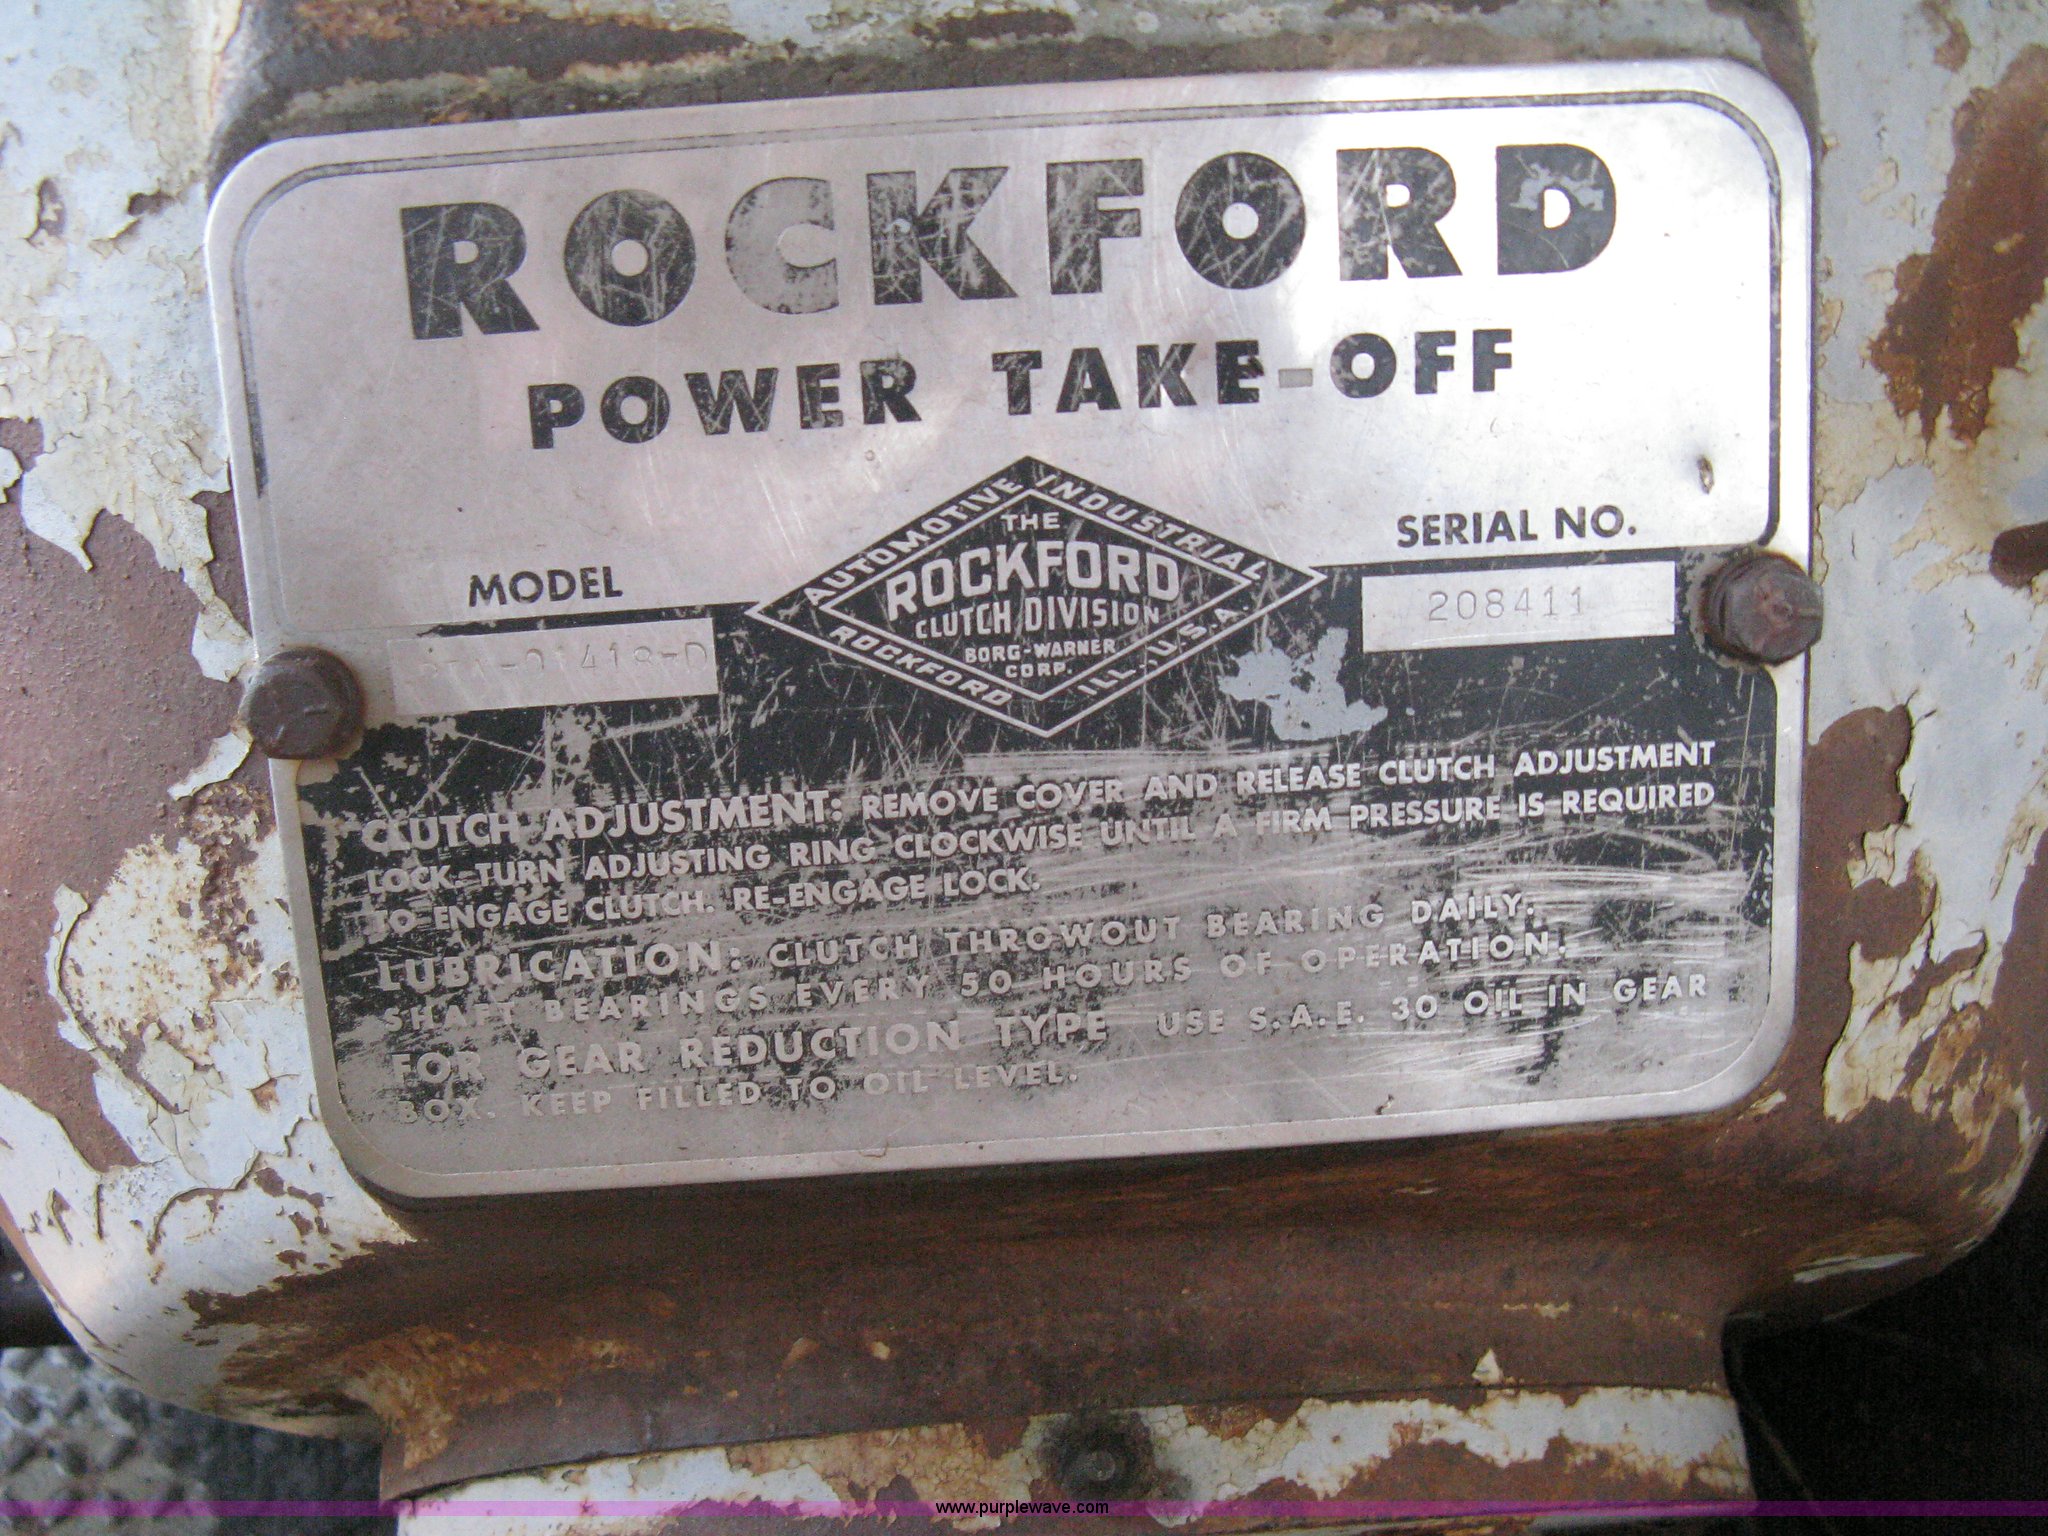 ROCKFORD
POWER TAKE-OFF
MODEL
SERIAL NO.
208411
AUTOMOTIVE INDUSTRIAL
THE
ROCKFORD
CLUTCH DIVISION
BORG-WARNER
CORP.
ROCKFORD ILL., U.S.A.
CLUTCH ADJUSTMENT: REMOVE COVER AND RELEASE CLUTCH ADJUSTMENT
LOCK. TURN ADJUSTING RING CLOCKWISE UNTIL A FIRM PRESSURE IS REQUIRED
TO ENGAGE CLUTCH. RE-ENGAGE LOCK.
LUBRICATION: CLUTCH THROWOUT BEARING DAILY.
SHAFT BEARINGS EVERY 50 HOURS OF OPERATION.
FOR GEAR REDUCTION TYPE USE S.A.E. 30 OIL IN GEAR
BOX. KEEP FILLED TO OIL LEVEL.
www.purplewave.com